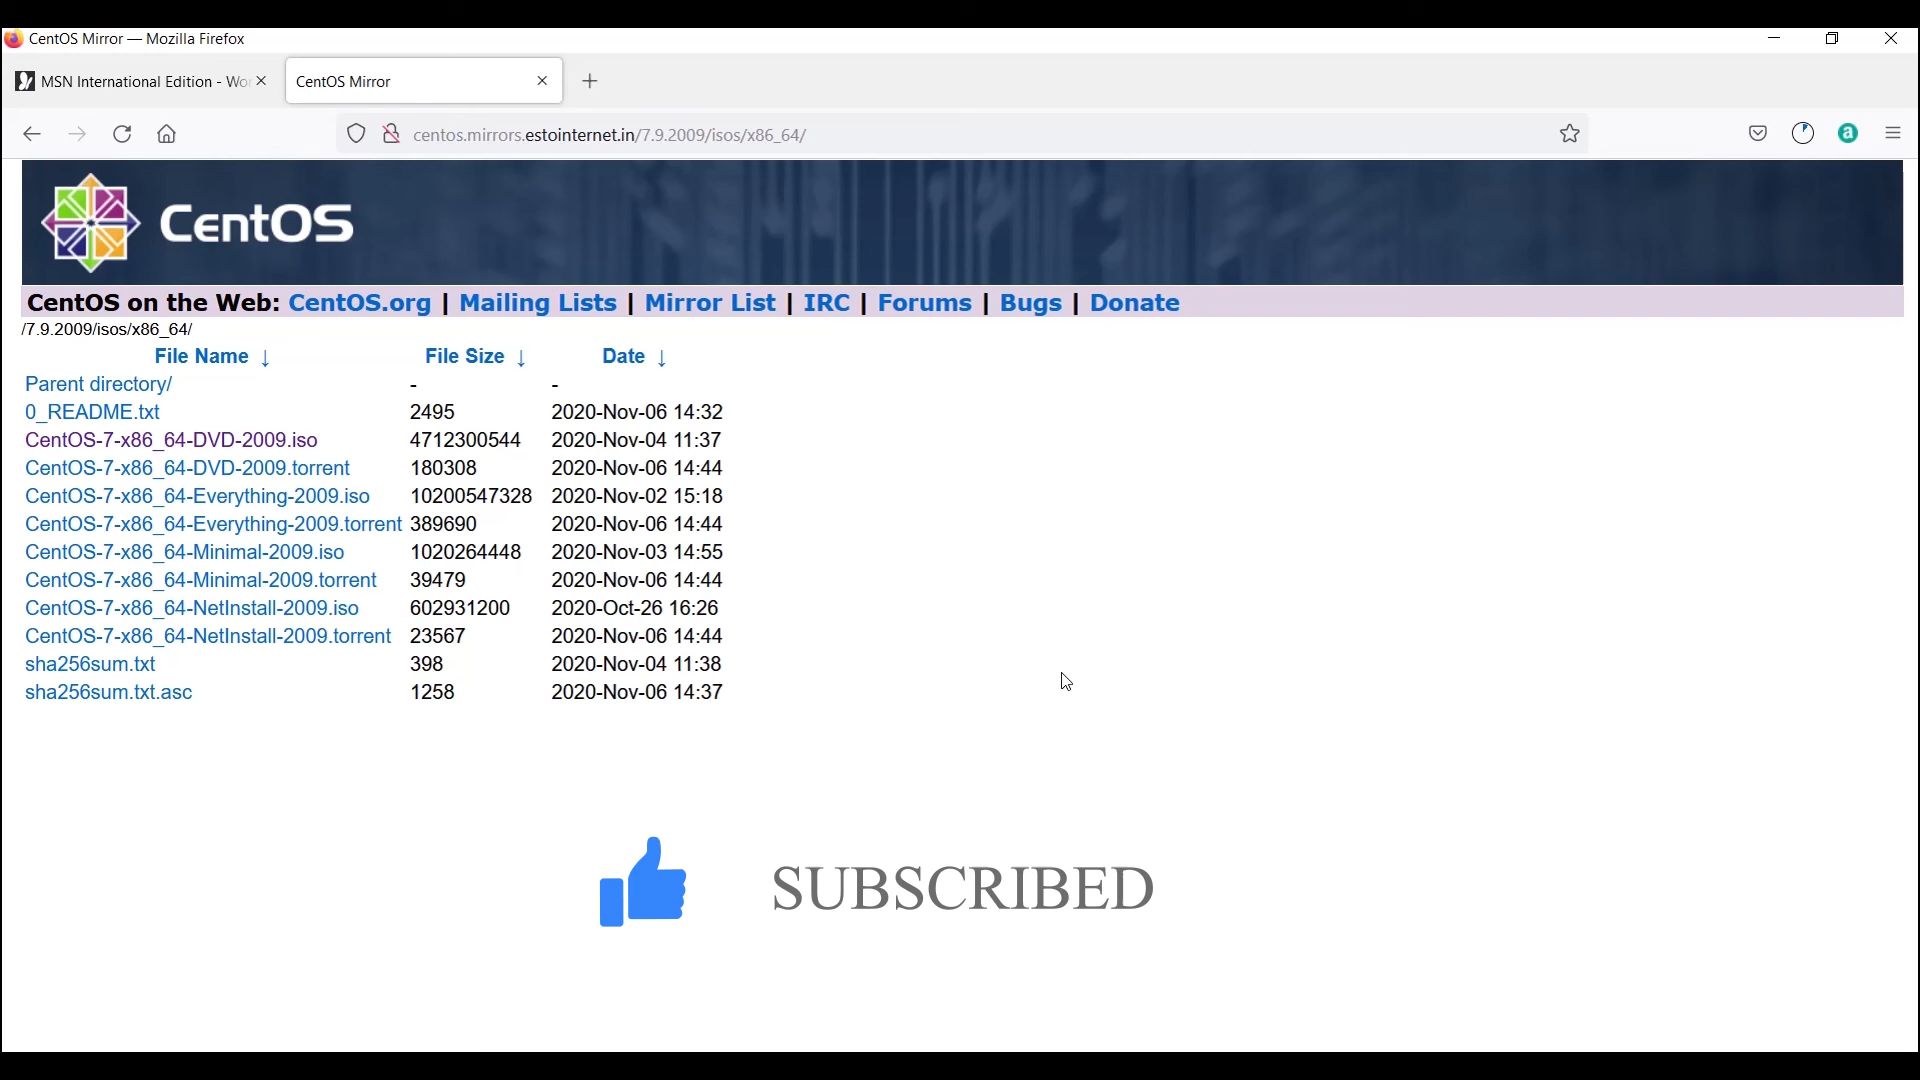 CentOS Mirror — Mozilla Firefox
MSN International Edition - Wo
CentOS Mirror
centos.mirrors.estointernet.in/7.9.2009/isos/x86_64/
a
CentOS
CentOS on the Web: CentOS.org | Mailing Lists | Mirror List | IRC | Forums | Bugs | Donate
/7.9.2009/isos/x86_64/
File Name ↓ File Size ↓ Date ↓
Parent directory/ - -
0_README.txt 2495 2020-Nov-06 14:32
CentOS-7-x86_64-DVD-2009.iso 4712300544 2020-Nov-04 11:37
CentOS-7-x86_64-DVD-2009.torrent 180308 2020-Nov-06 14:44
CentOS-7-x86_64-Everything-2009.iso 10200547328 2020-Nov-02 15:18
CentOS-7-x86_64-Everything-2009.torrent 389690 2020-Nov-06 14:44
CentOS-7-x86_64-Minimal-2009.iso 1020264448 2020-Nov-03 14:55
CentOS-7-x86_64-Minimal-2009.torrent 39479 2020-Nov-06 14:44
CentOS-7-x86_64-NetInstall-2009.iso 602931200 2020-Oct-26 16:26
CentOS-7-x86_64-NetInstall-2009.torrent 23567 2020-Nov-06 14:44
sha256sum.txt 398 2020-Nov-04 11:38
sha256sum.txt.asc 1258 2020-Nov-06 14:37
SUBSCRIBED